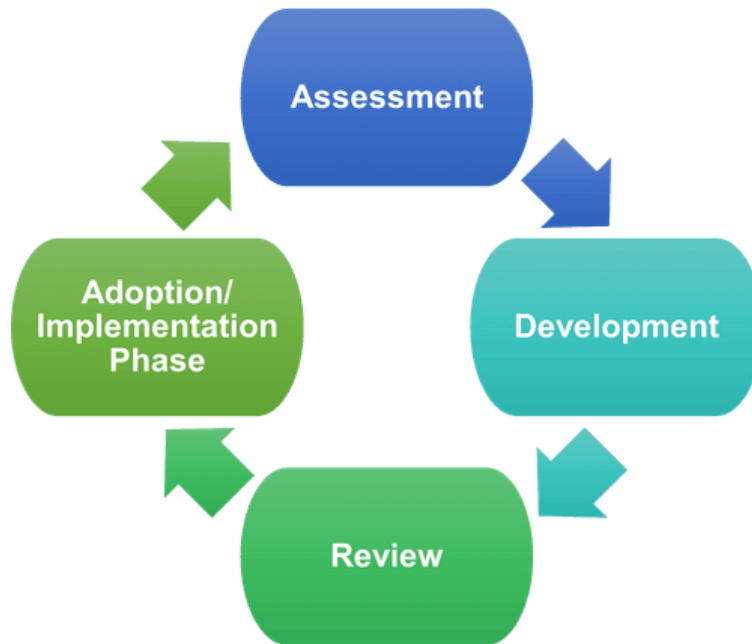 Assessment
Development
Review
Adoption/
Implementation
Phase